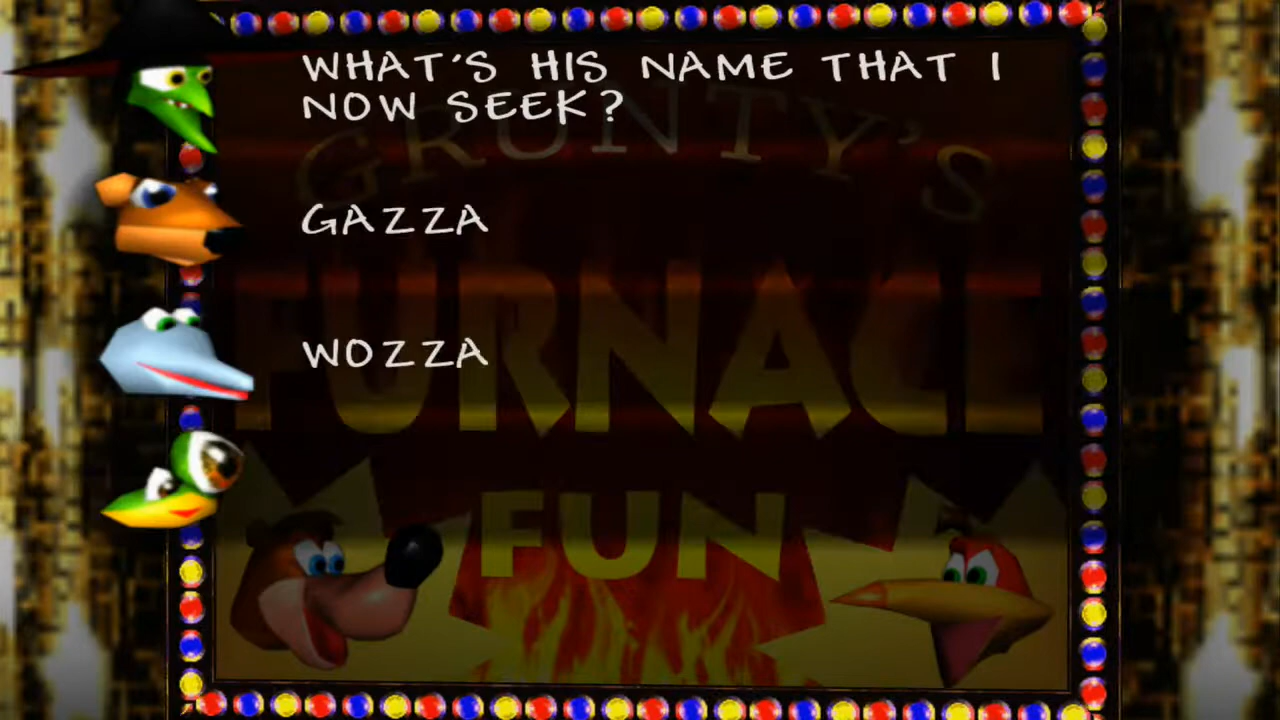 WHAT'S HIS NAME THAT I
NOW SEEK?
GAZZA
WOZZA
GRUNTY'S
FURNACE
FUN